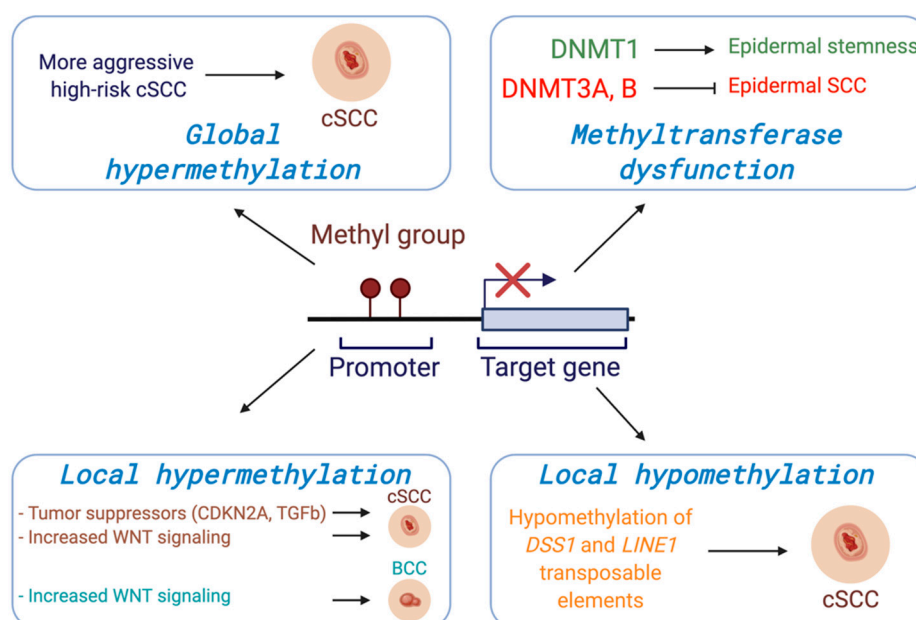 More aggressive
high-risk cSCC
cSCC
Global
hypermethylation
DNMT1
Epidermal stemness
DNMT3A, B
Epidermal SCC
Methyltransferase
dysfunction
Methyl group
Promoter
Target gene
Local hypermethylation
cSCC
- Tumor suppressors (CDKN2A, TGFb)
- Increased WNT signaling
BCC
- Increased WNT signaling
Local hypomethylation
Hypomethylation of
DSS1 and LINE1
transposable
elements
cSCC